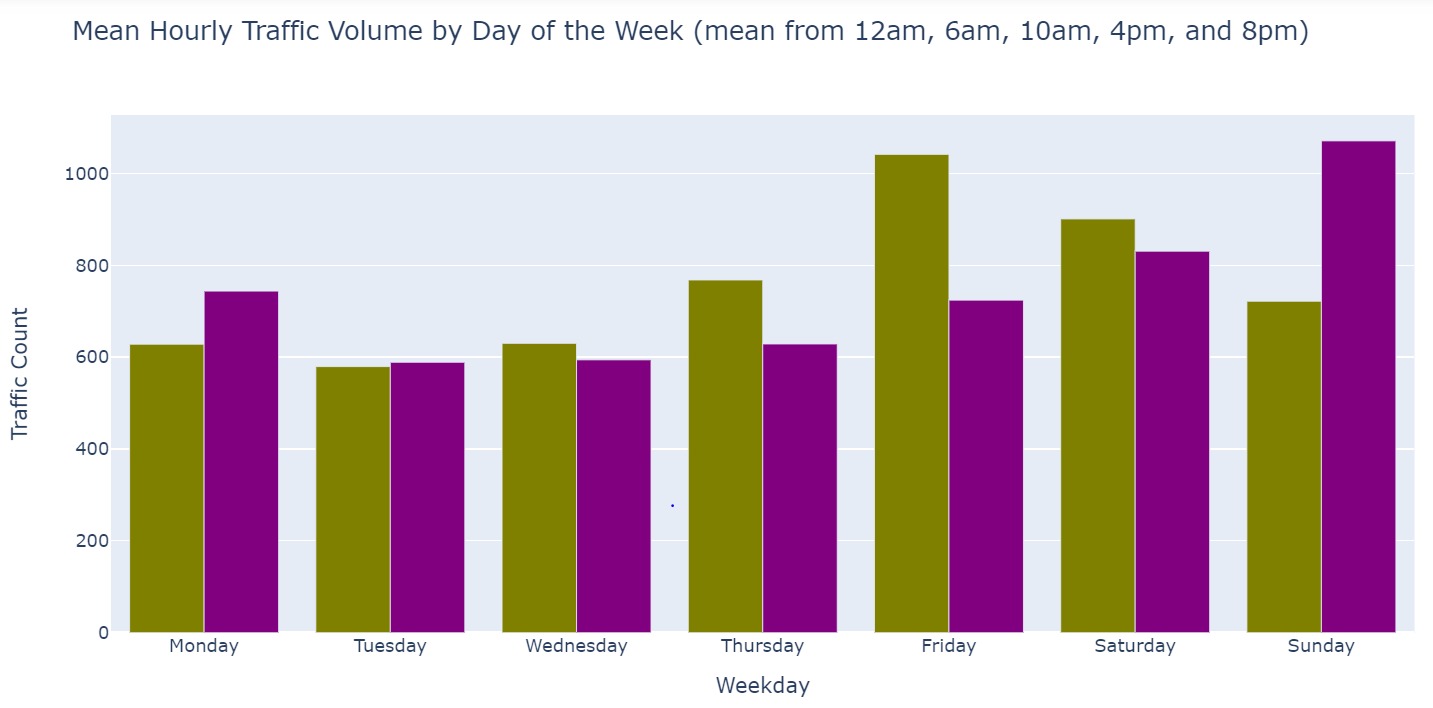 Mean Hourly Traffic Volume by Day of the Week (mean from 12am, 6am, 10am, 4pm, and 8pm)
Traffic Count
1000
800
600
400
200
0
Monday Tuesday Wednesday Thursday Friday Saturday Sunday
Weekday